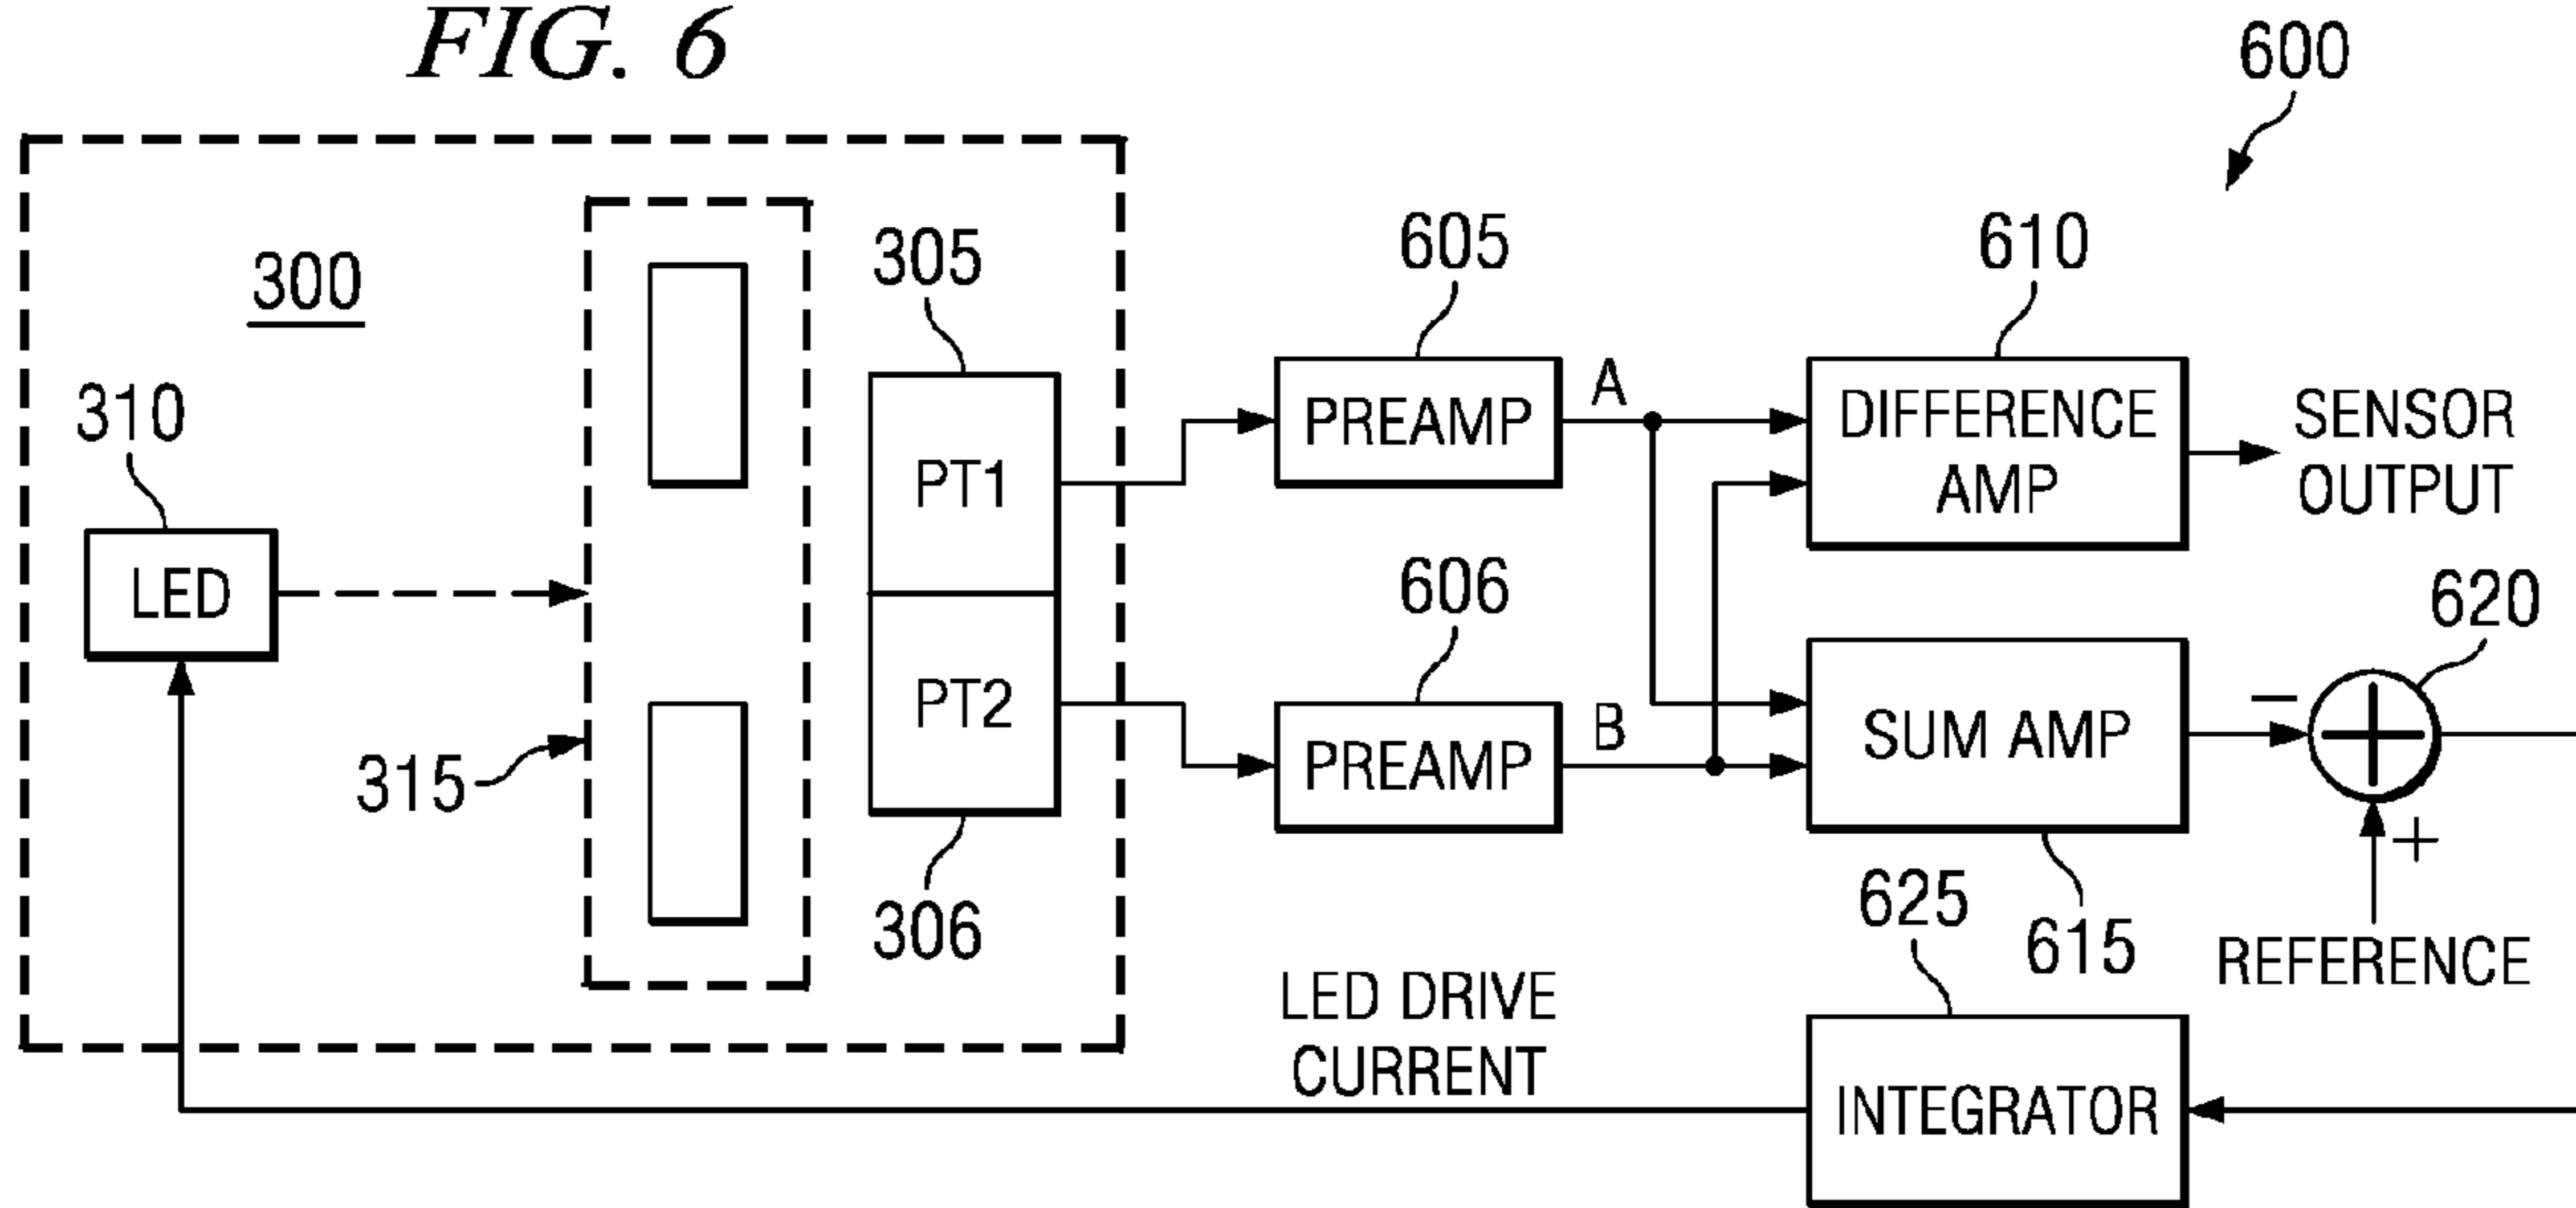 FIG. 6
600
300
305
605
610
310
PT1
PREAMP
A
DIFFERENCE
AMP
SENSOR
OUTPUT
LED
606
620
PT2
PREAMP
B
SUM AMP
−
315
+
306
625
615
REFERENCE
LED DRIVE
CURRENT
INTEGRATOR